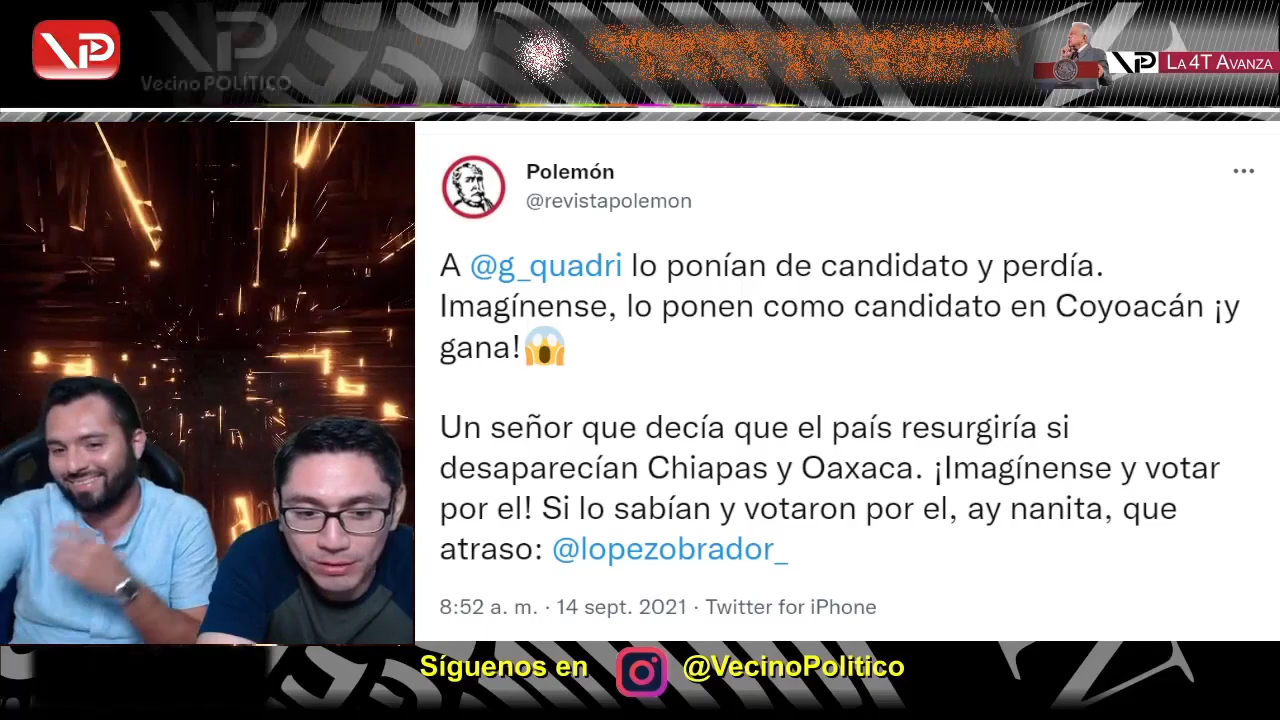 VP
VP
Vecino POLÍTICO
VP LA 4T AVANZA
Polemón
@revistapolemon
A @g_quadri lo ponían de candidato y perdía.
Imagínense, lo ponen como candidato en Coyoacán ¡y
gana!😱
Un señor que decía que el país resurgiría si
desaparecían Chiapas y Oaxaca. ¡Imagínense y votar
por el! Si lo sabían y votaron por el, ay nanita, que
atraso: @lopezobrador_
8:52 a. m. · 14 sept. 2021 · Twitter for iPhone
Síguenos en @VecinoPolitico